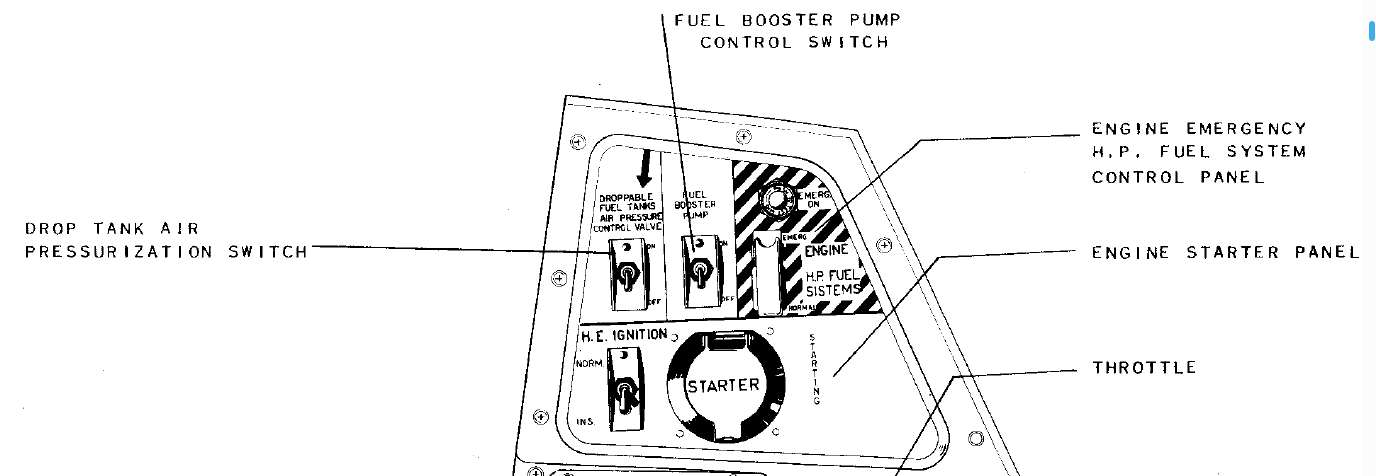 FUEL BOOSTER PUMP
CONTROL SWITCH
ENGINE EMERGENCY
H.P. FUEL SYSTEM
CONTROL PANEL
DROP TANK AIR
PRESSURIZATION SWITCH
ENGINE STARTER PANEL
THROTTLE
DROPPABLE
FUEL TANKS
AIR PRESSURE
CONTROL VALVE
ON
OFF
FUEL
BOOSTER
PUMP
ON
OFF
EMERG.
ON
EMERG
ENGINE
H.P. FUEL
SISTEMS
NORMAL
H.E. IGNITION
NORM.
INS.
STARTER
STARTING